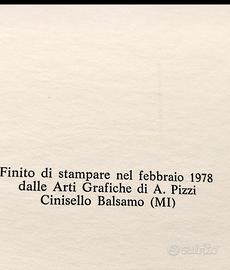 Finito di stampare nel febbraio 1978
dalle Arti Grafiche di A. Pizzi
Cinisello Balsamo (MI)
subito